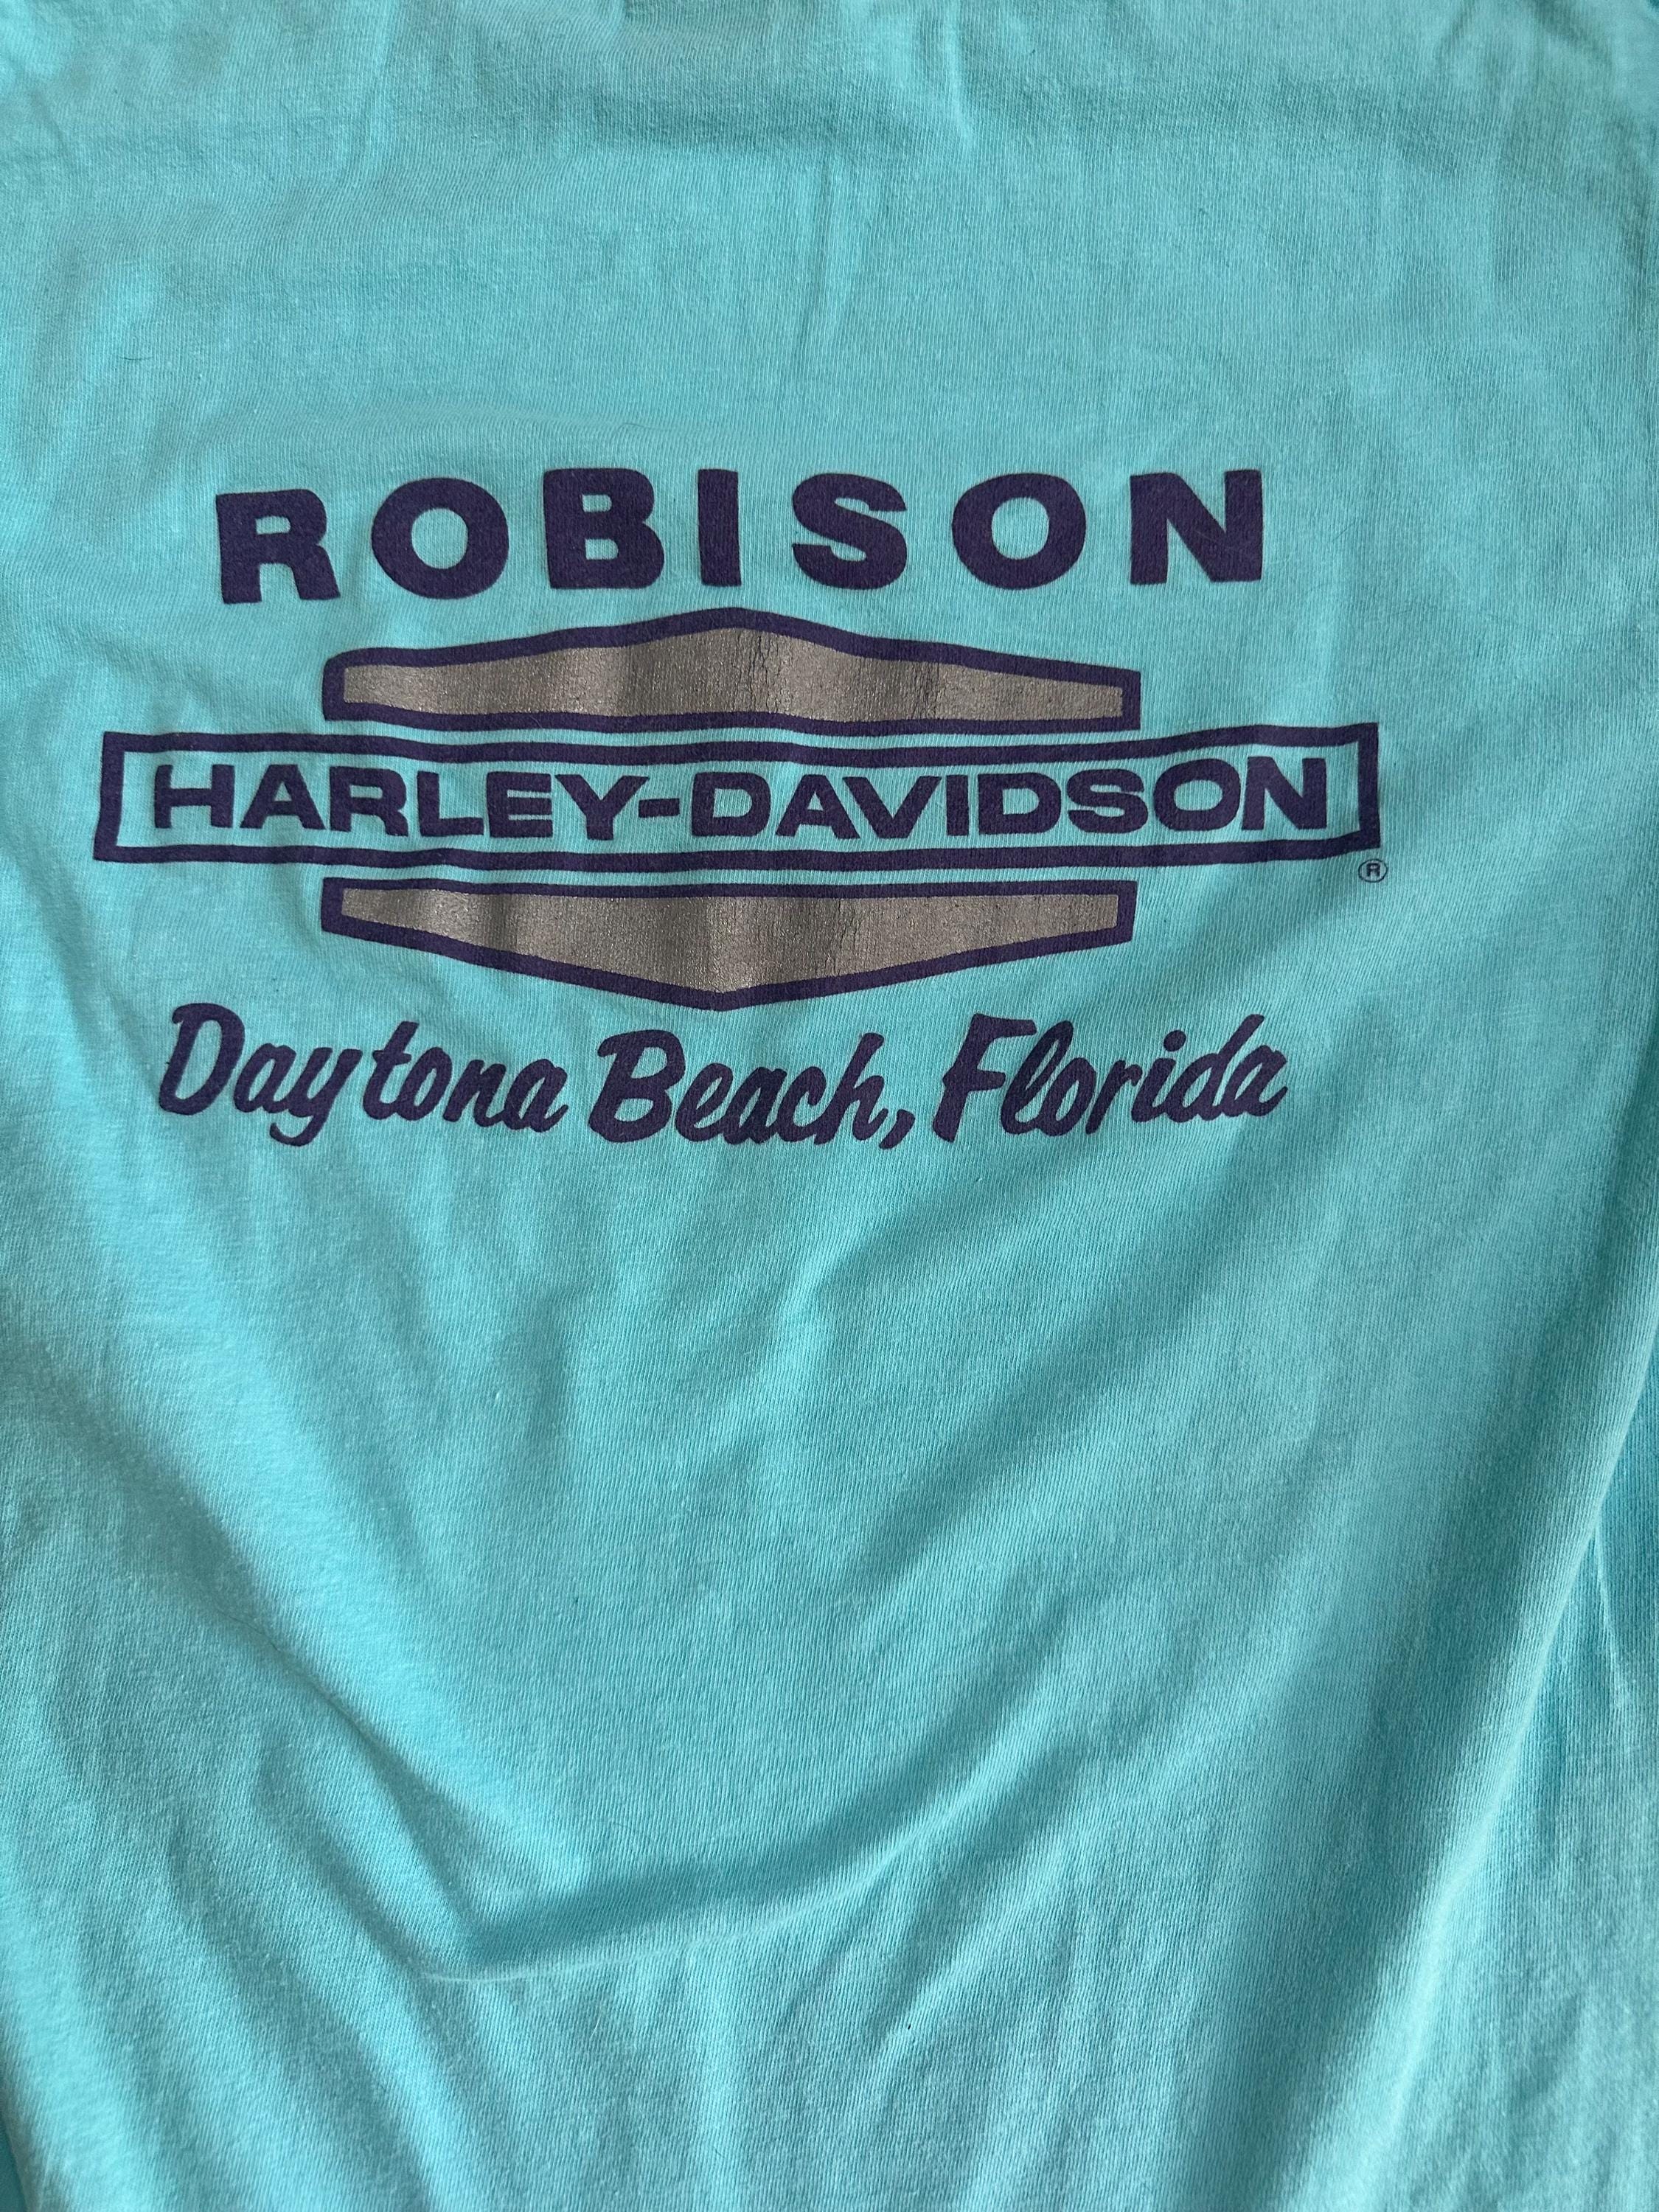 ROBISON
HARLEY-DAVIDSON
®
Daytona Beach, Florida